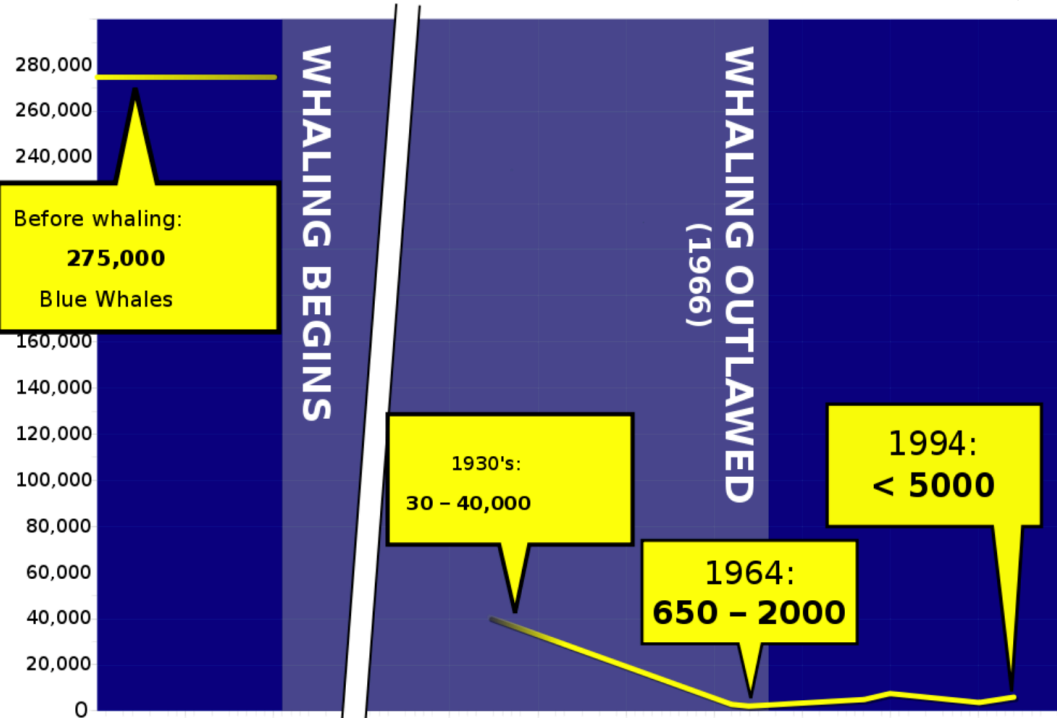 280,000
260,000
240,000
160,000
140,000
120,000
100,000
80,000
60,000
40,000
20,000
0
Before whaling:
275,000
Blue Whales
WHALING BEGINS
1930's:
30 – 40,000
WHALING OUTLAWED
(1966)
1964:
650 – 2000
1994:
< 5000